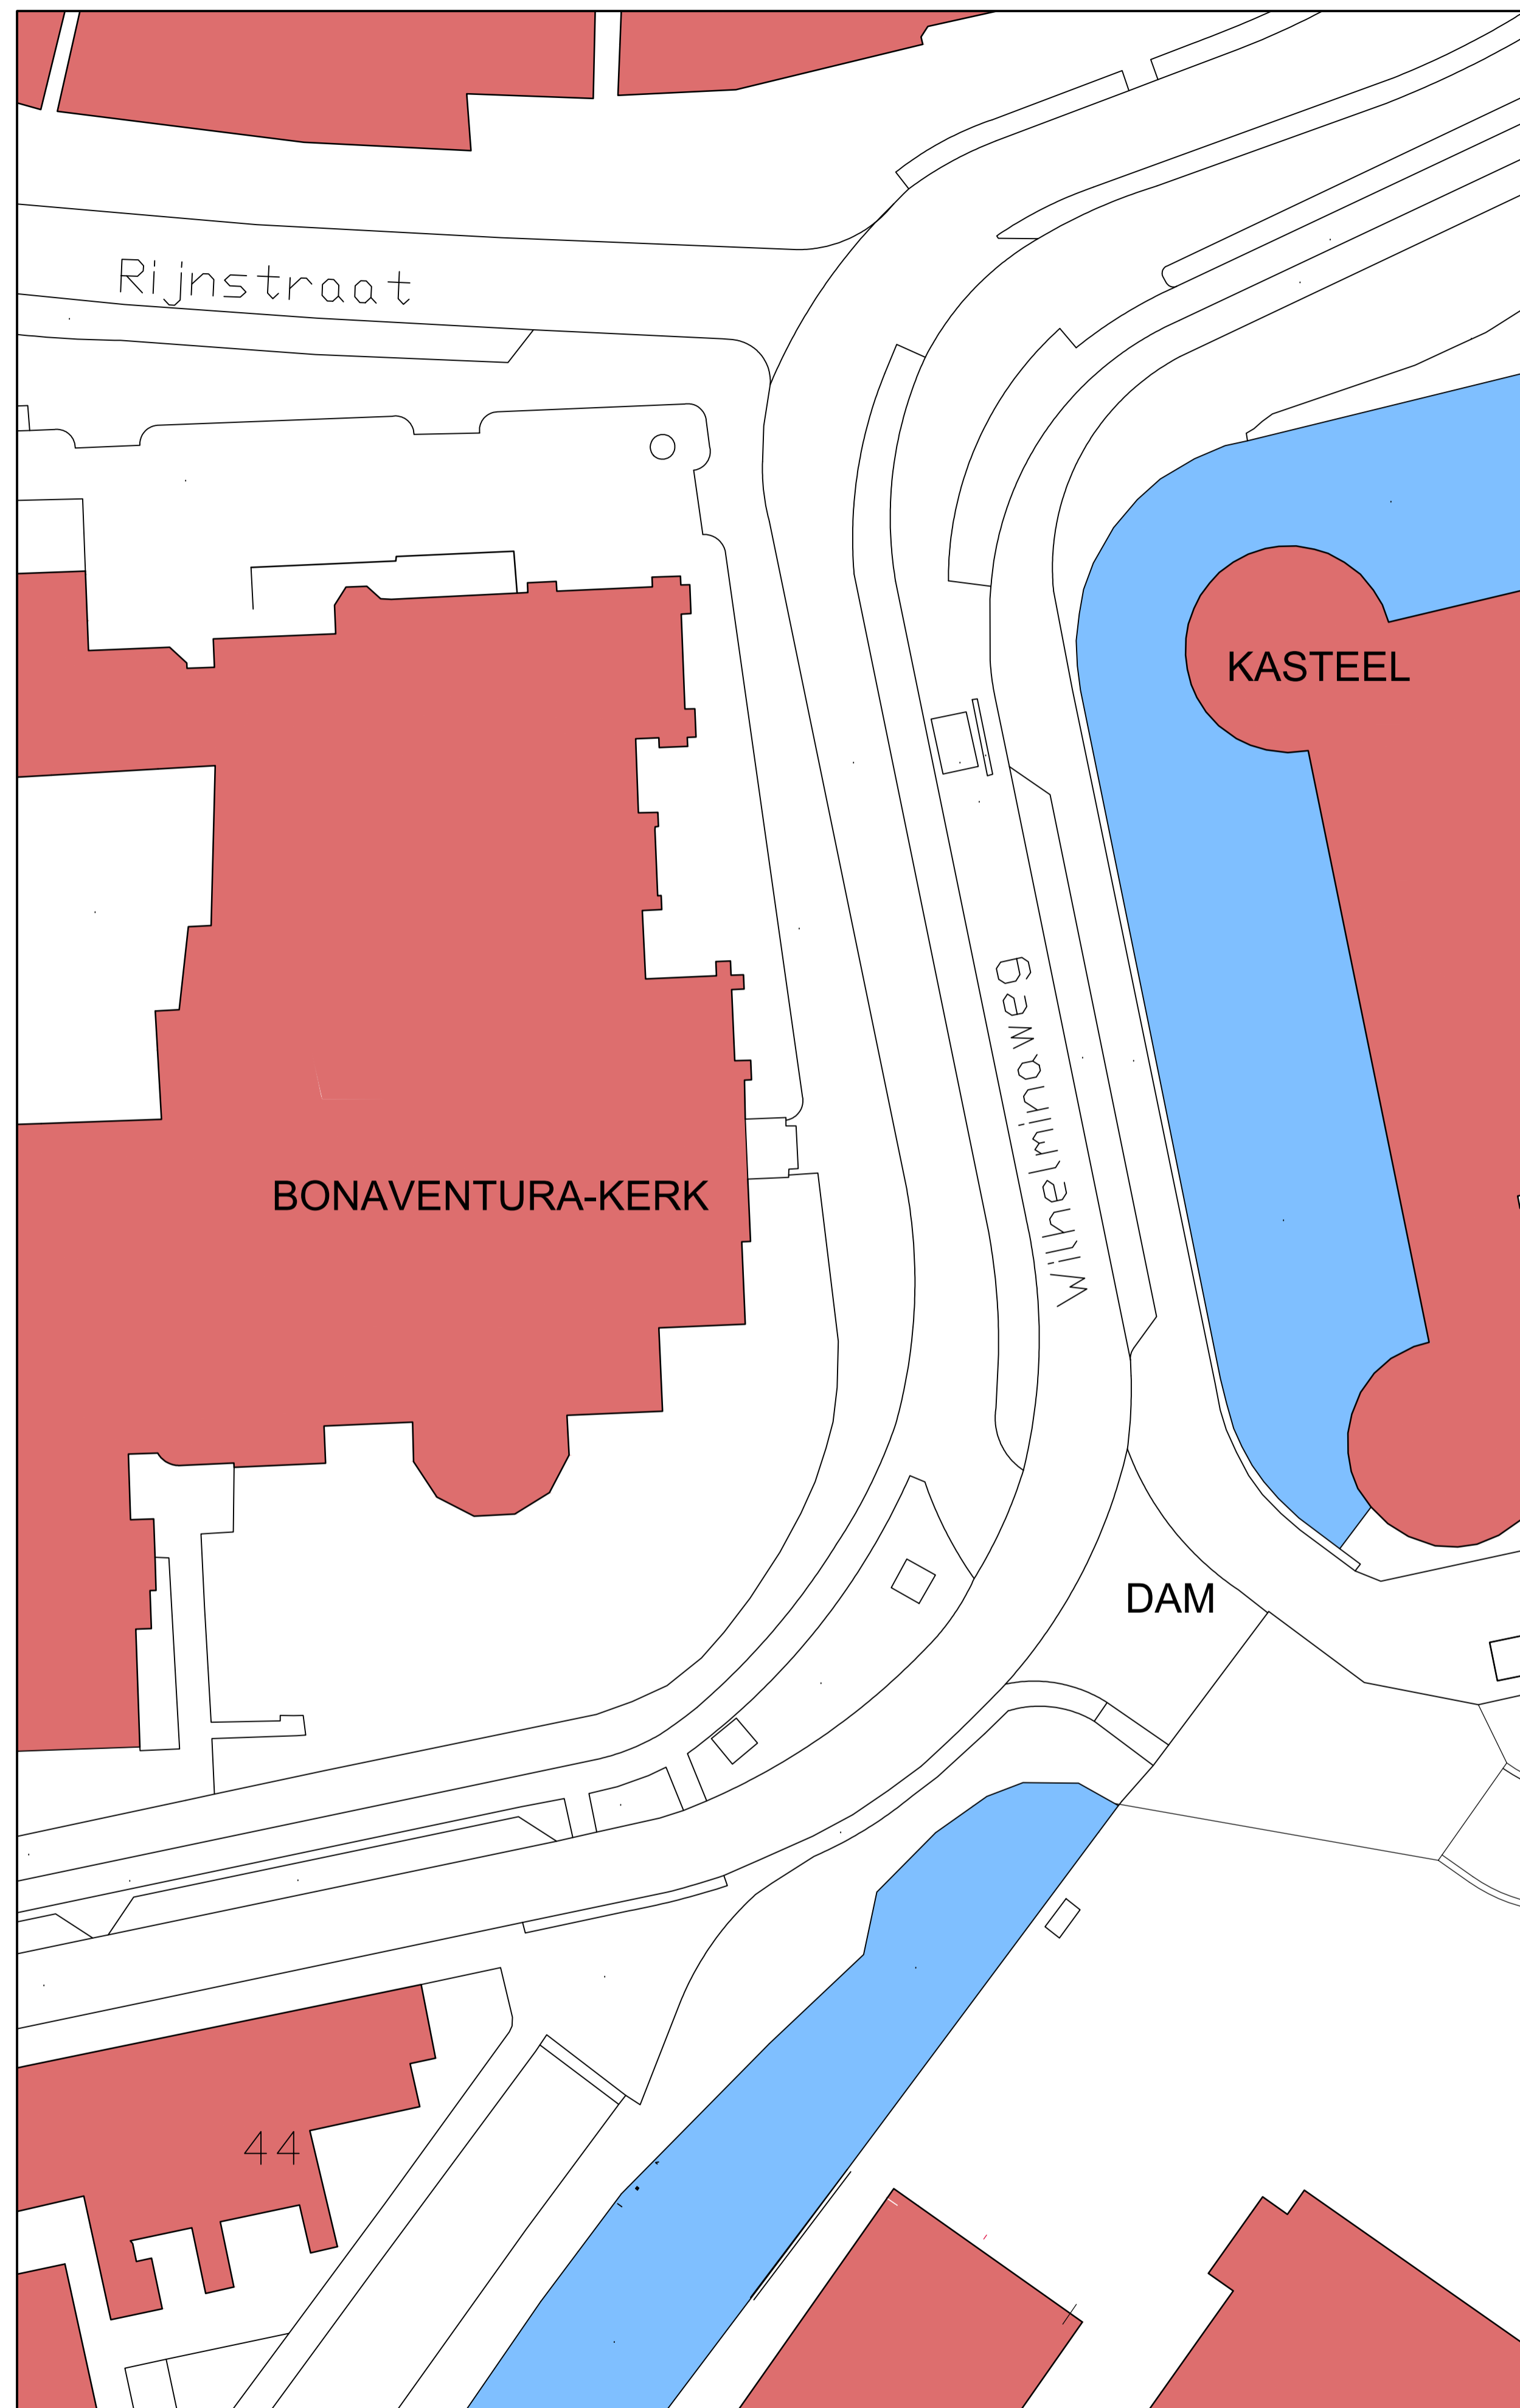 Rijnstraat
KASTEEL
Wilhelminaweg
BONAVENTURA-KERK
DAM
44